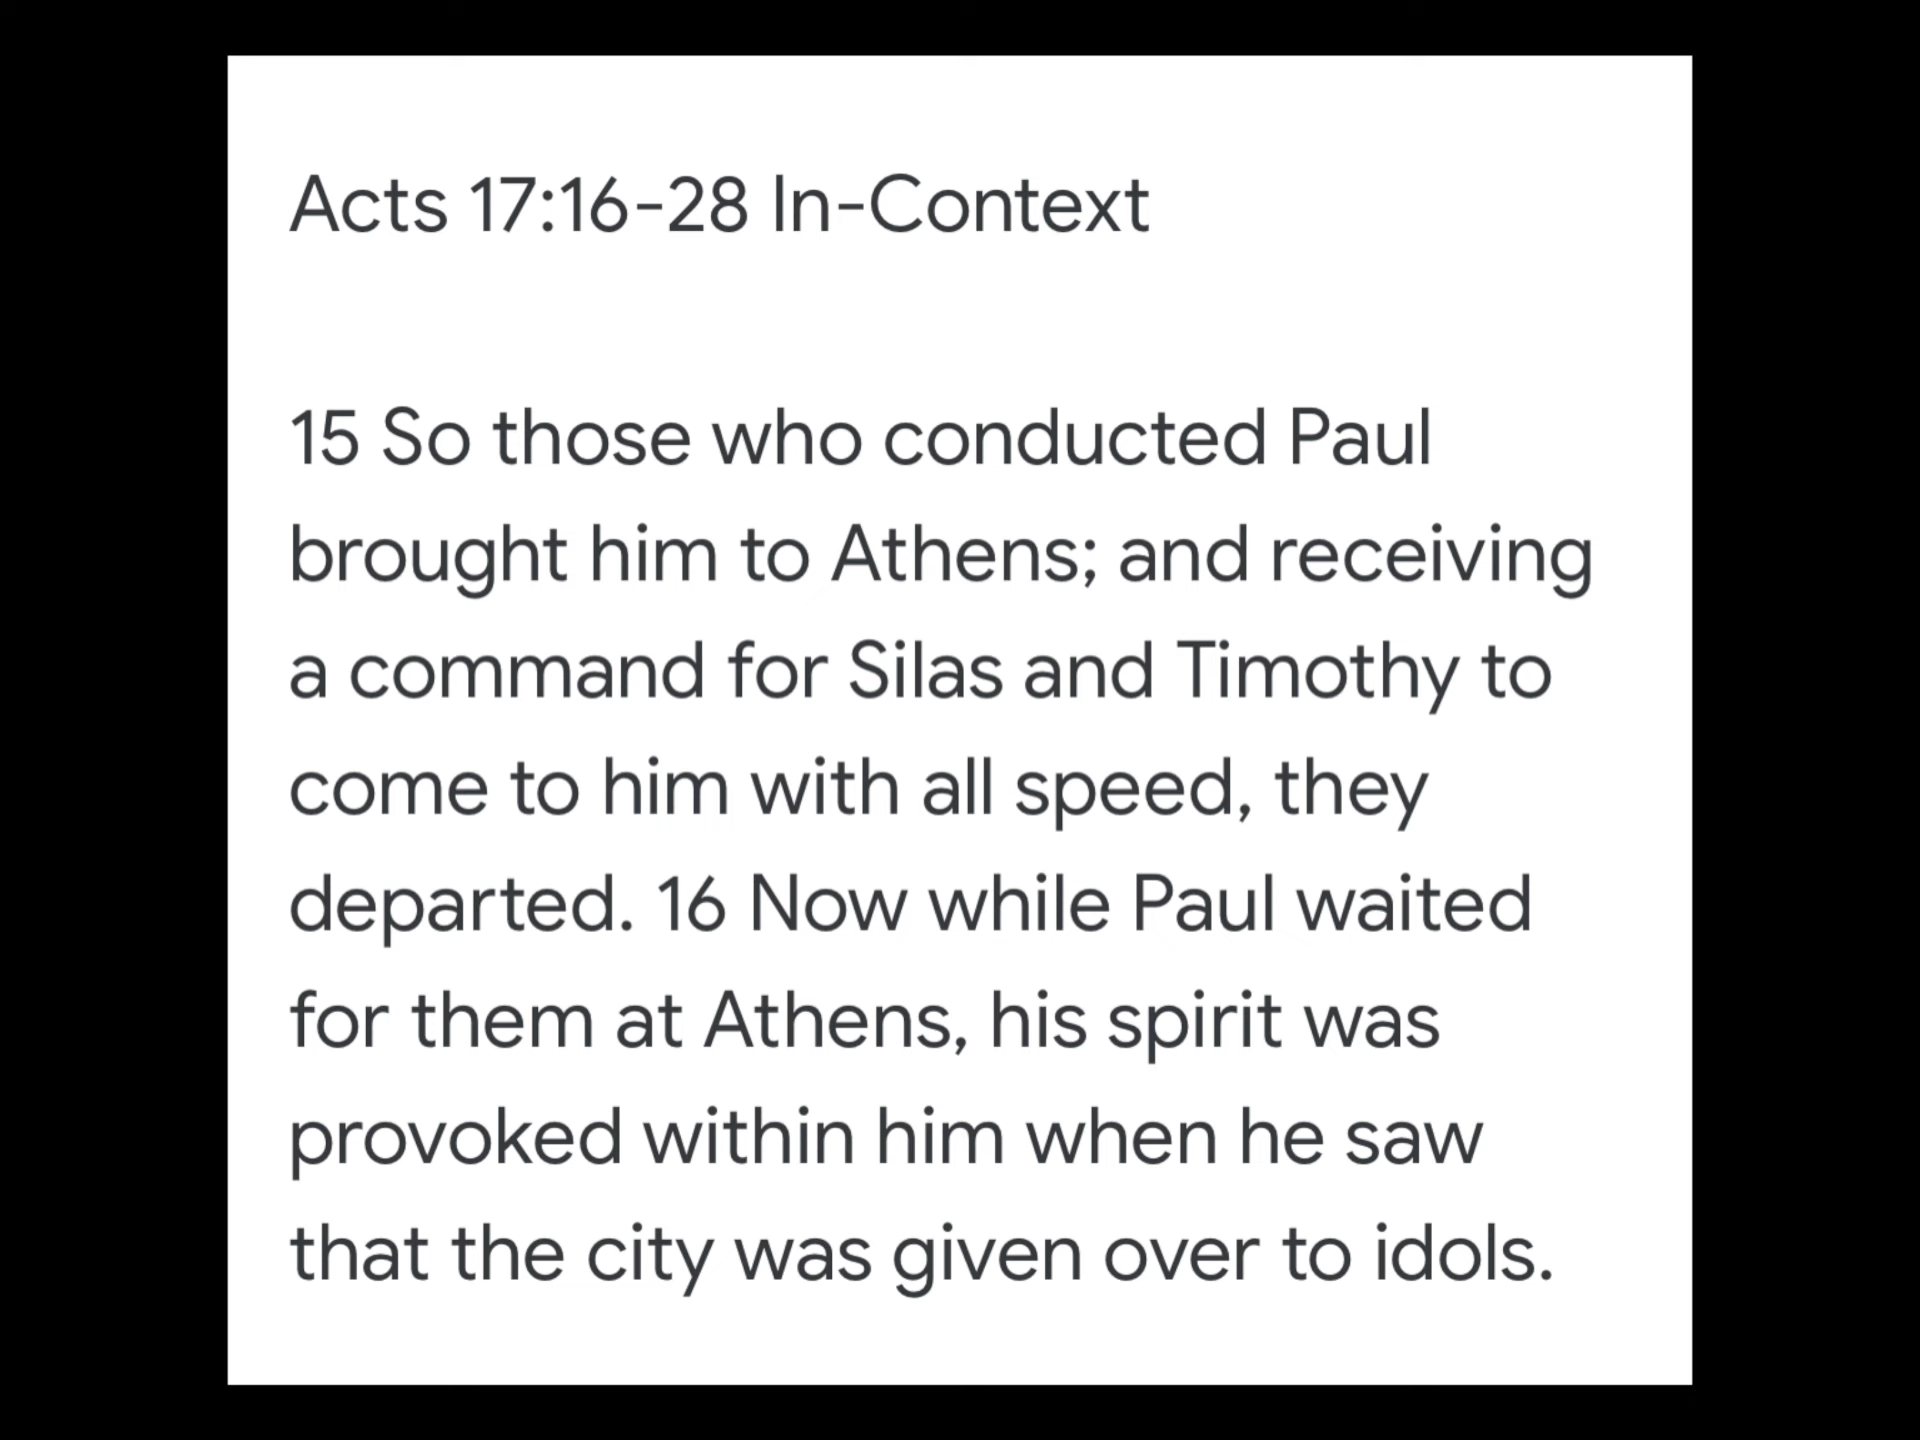 Acts 17:16-28 In-Context
15 So those who conducted Paul
brought him to Athens; and receiving
a command for Silas and Timothy to
come to him with all speed, they
departed. 16 Now while Paul waited
for them at Athens, his spirit was
provoked within him when he saw
that the city was given over to idols.